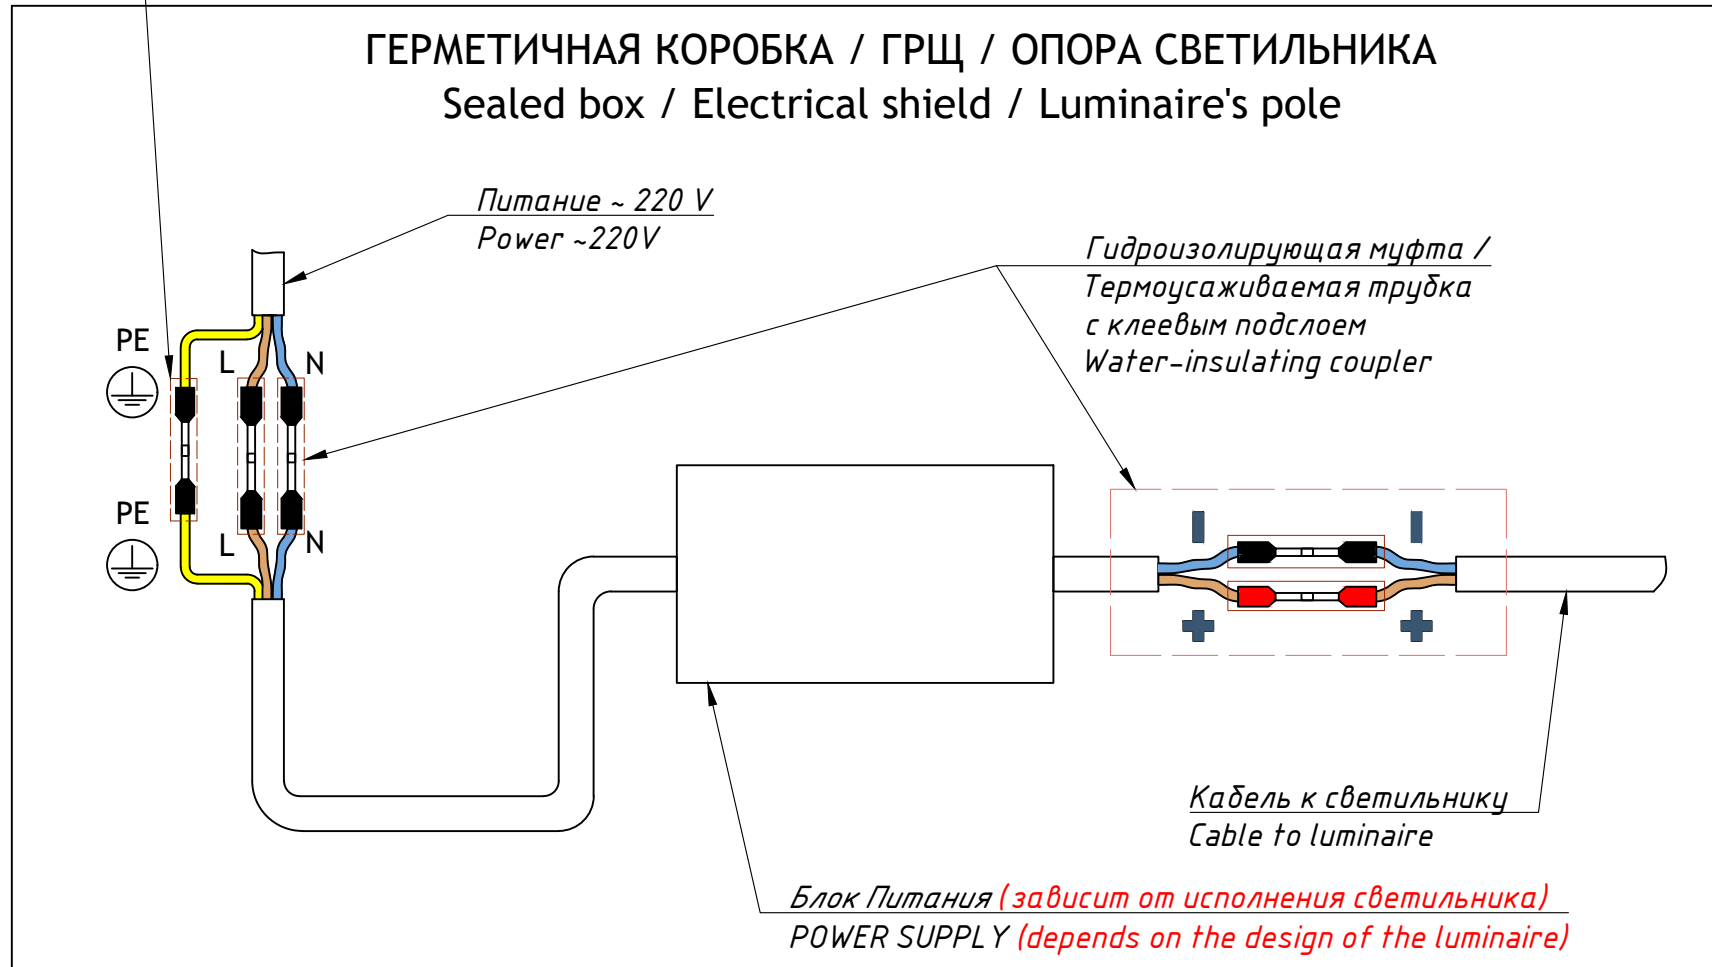 ГЕРМЕТИЧНАЯ КОРОБКА / ГРЩ / ОПОРА СВЕТИЛЬНИКА
Sealed box / Electrical shield / Luminaire's pole
Питание ~ 220 V
Power ~220V
Гидроизолирующая муфта /
Термоусаживаемая трубка
с клеевым подслоем
Water-insulating coupler
PE
L
N
PE
L
N
Кабель к светильнику
Cable to luminaire
Блок Питания (зависит от исполнения светильника)
POWER SUPPLY (depends on the design of the luminaire)